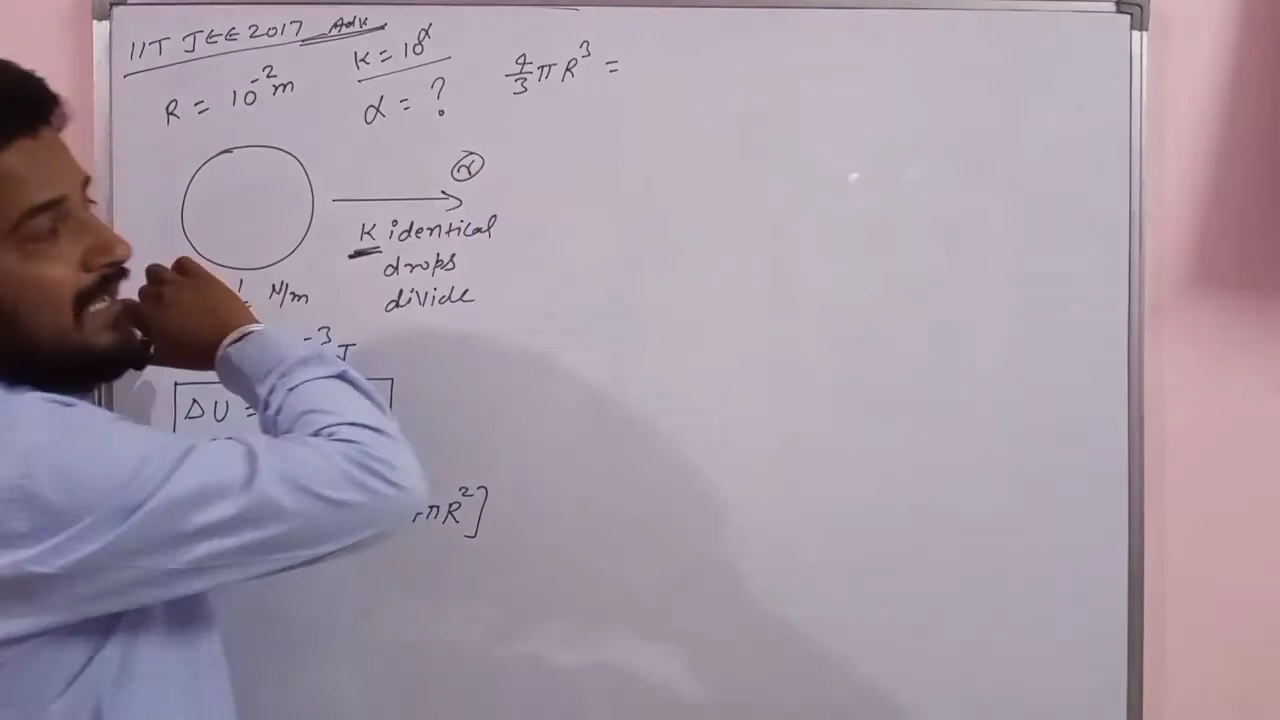 IIT JEE 2017 Adv.
R = 10⁻² m
K = 10^α
α = ?
4/3 πR³ =
K identical
drops
divide
N/m
-3 J
ΔU =
πR²]